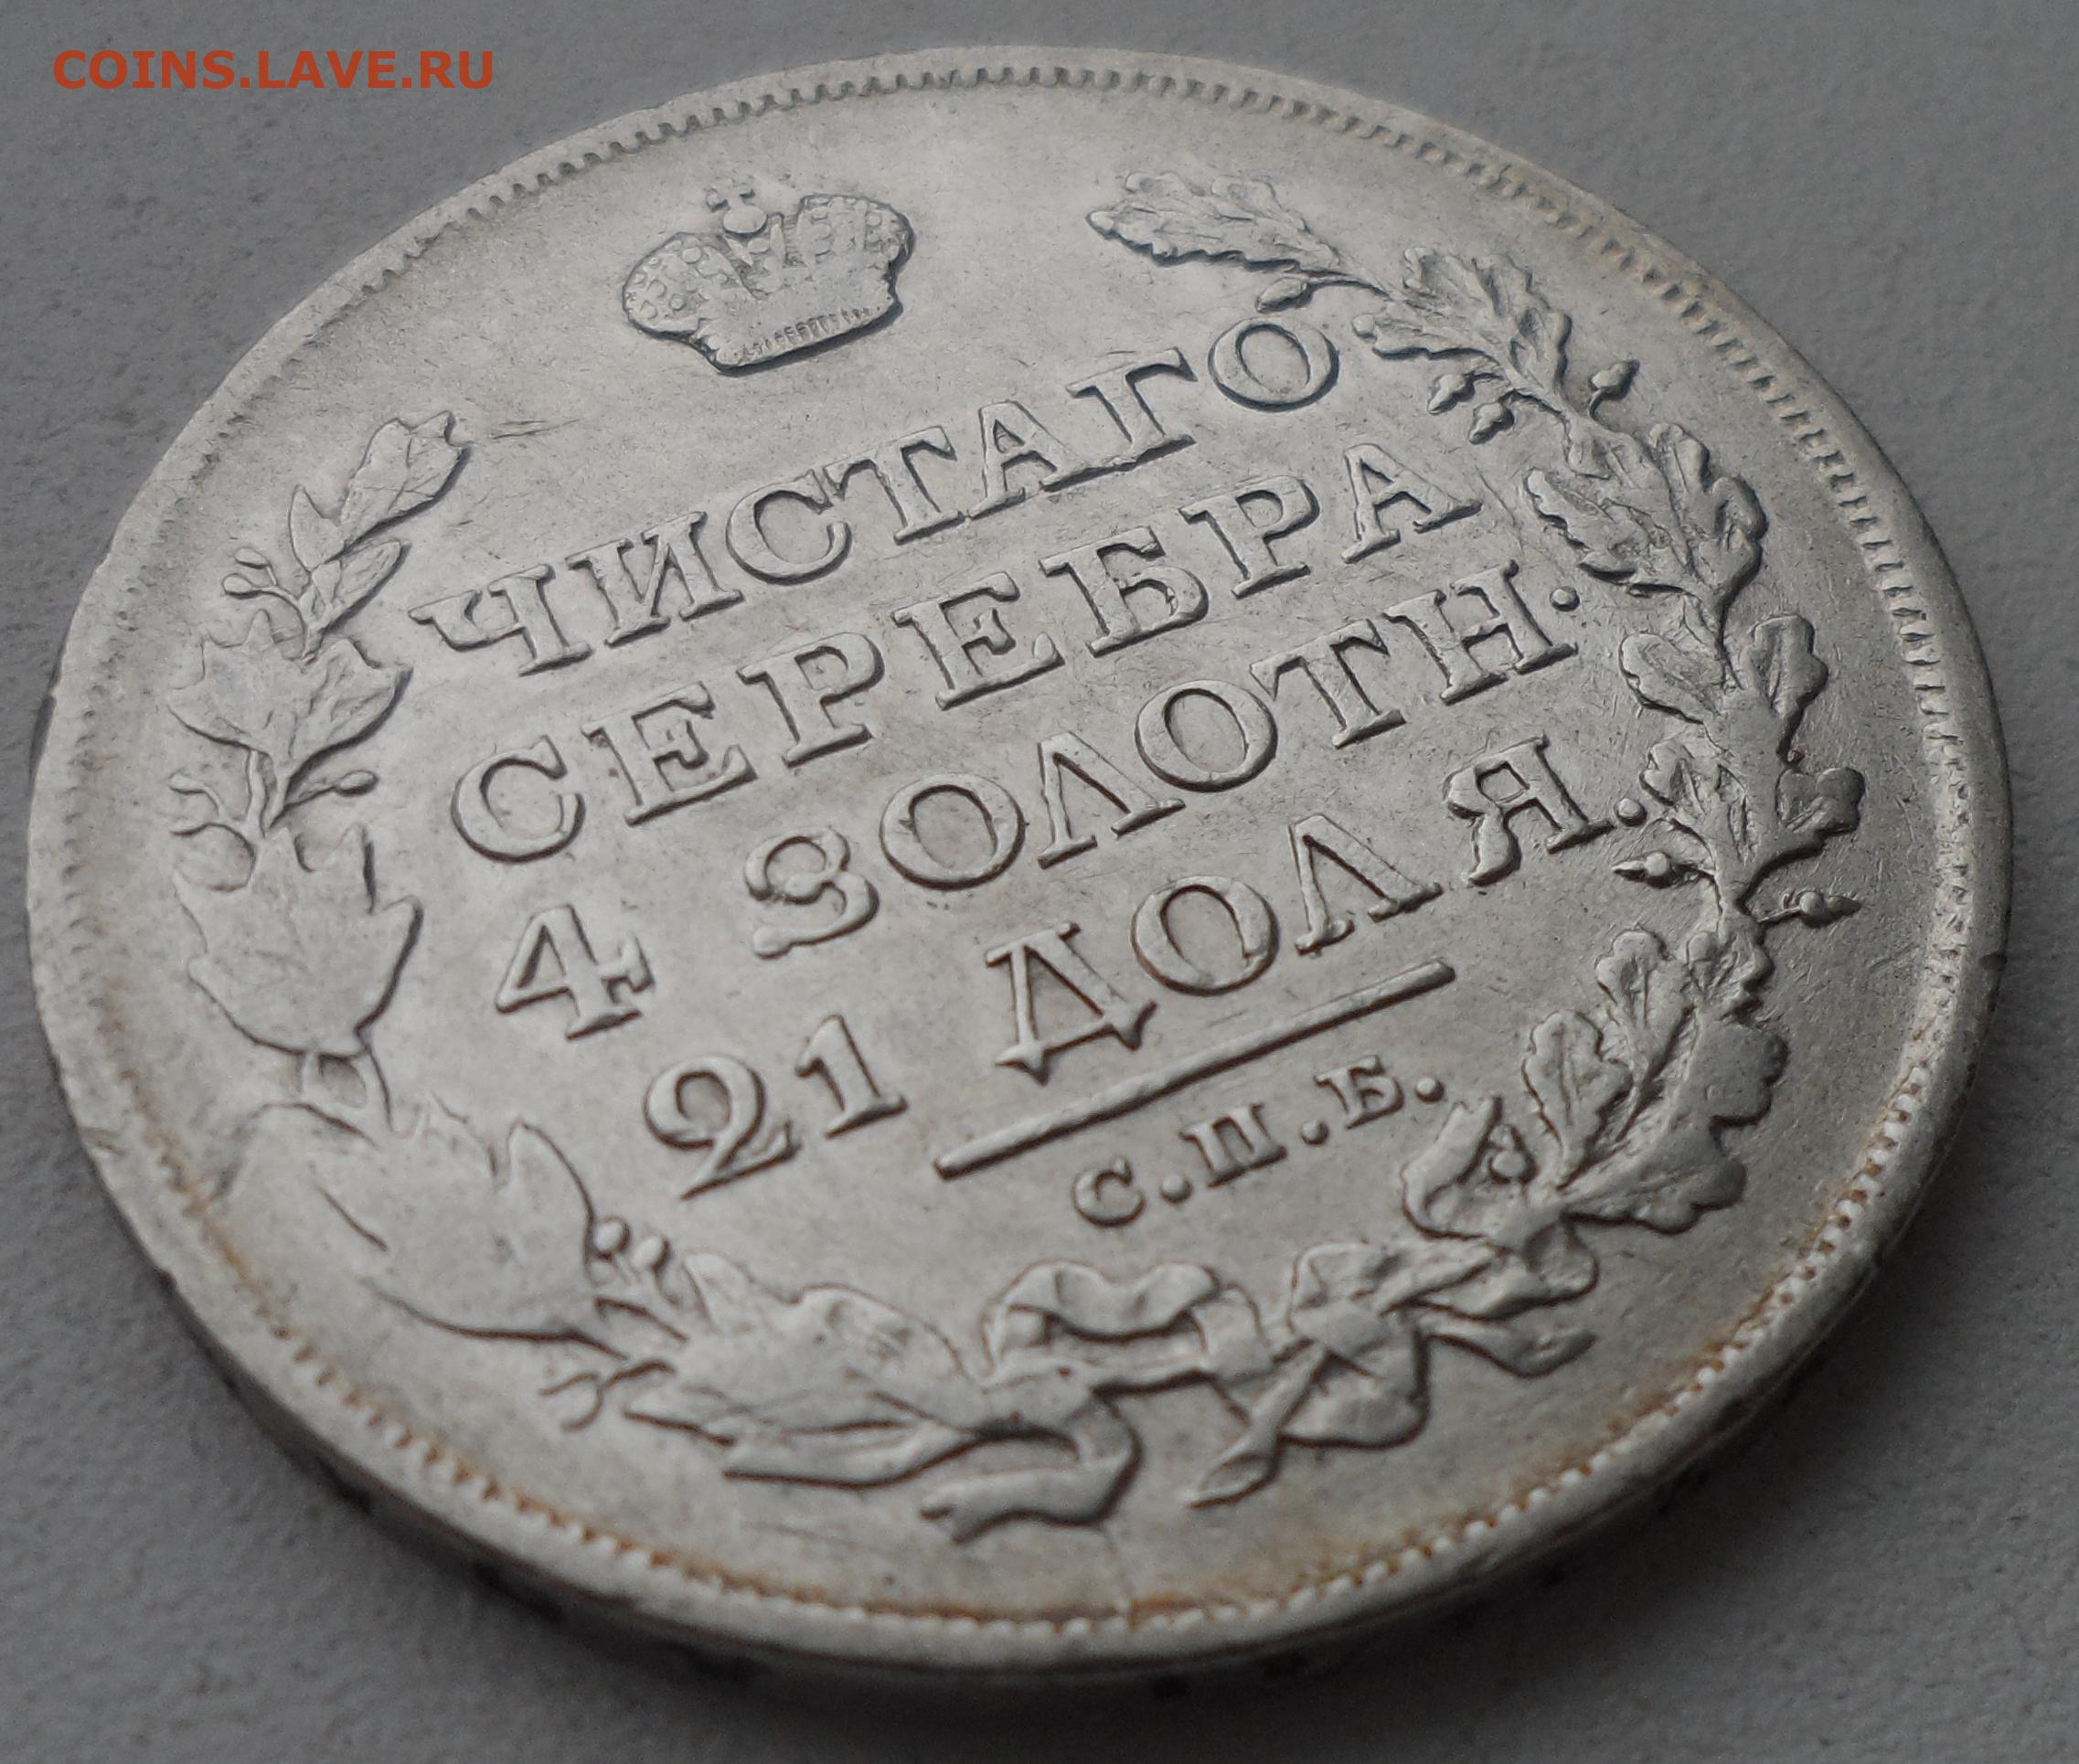 COINS.LAVE.RU
ЧИСТАГО
СЕРЕБРА
4 ЗОЛОТН.
21 ДОЛЯ.
С.П.Б.